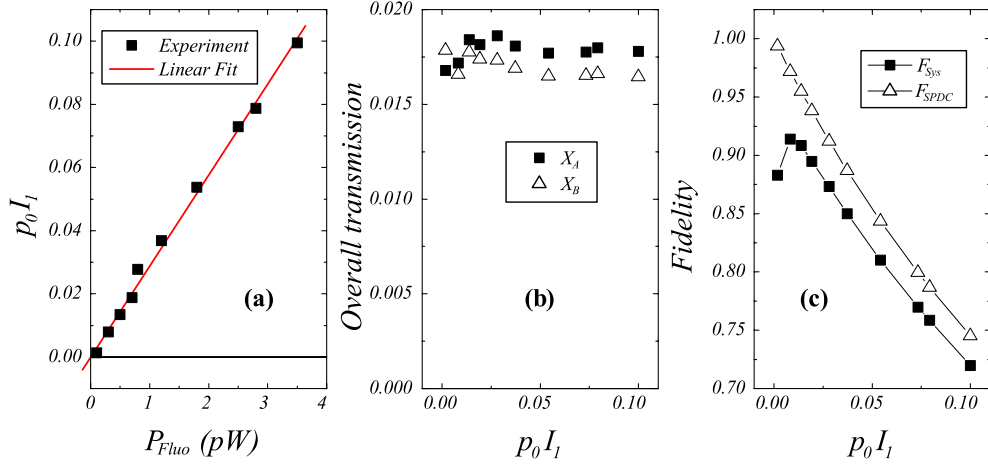 0.10
0.08
0.06
0.04
0.02
0.00
0
1
2
3
4
p0I1
PFluo (pW)
Experiment
Linear Fit
(a)
0.020
0.015
0.010
0.005
0.000
0.00
0.05
0.10
Overall transmission
p0I1
XA
XB
(b)
1.00
0.95
0.90
0.85
0.80
0.75
0.70
0.00
0.05
0.10
Fidelity
p0I1
FSys
FSPDC
(c)